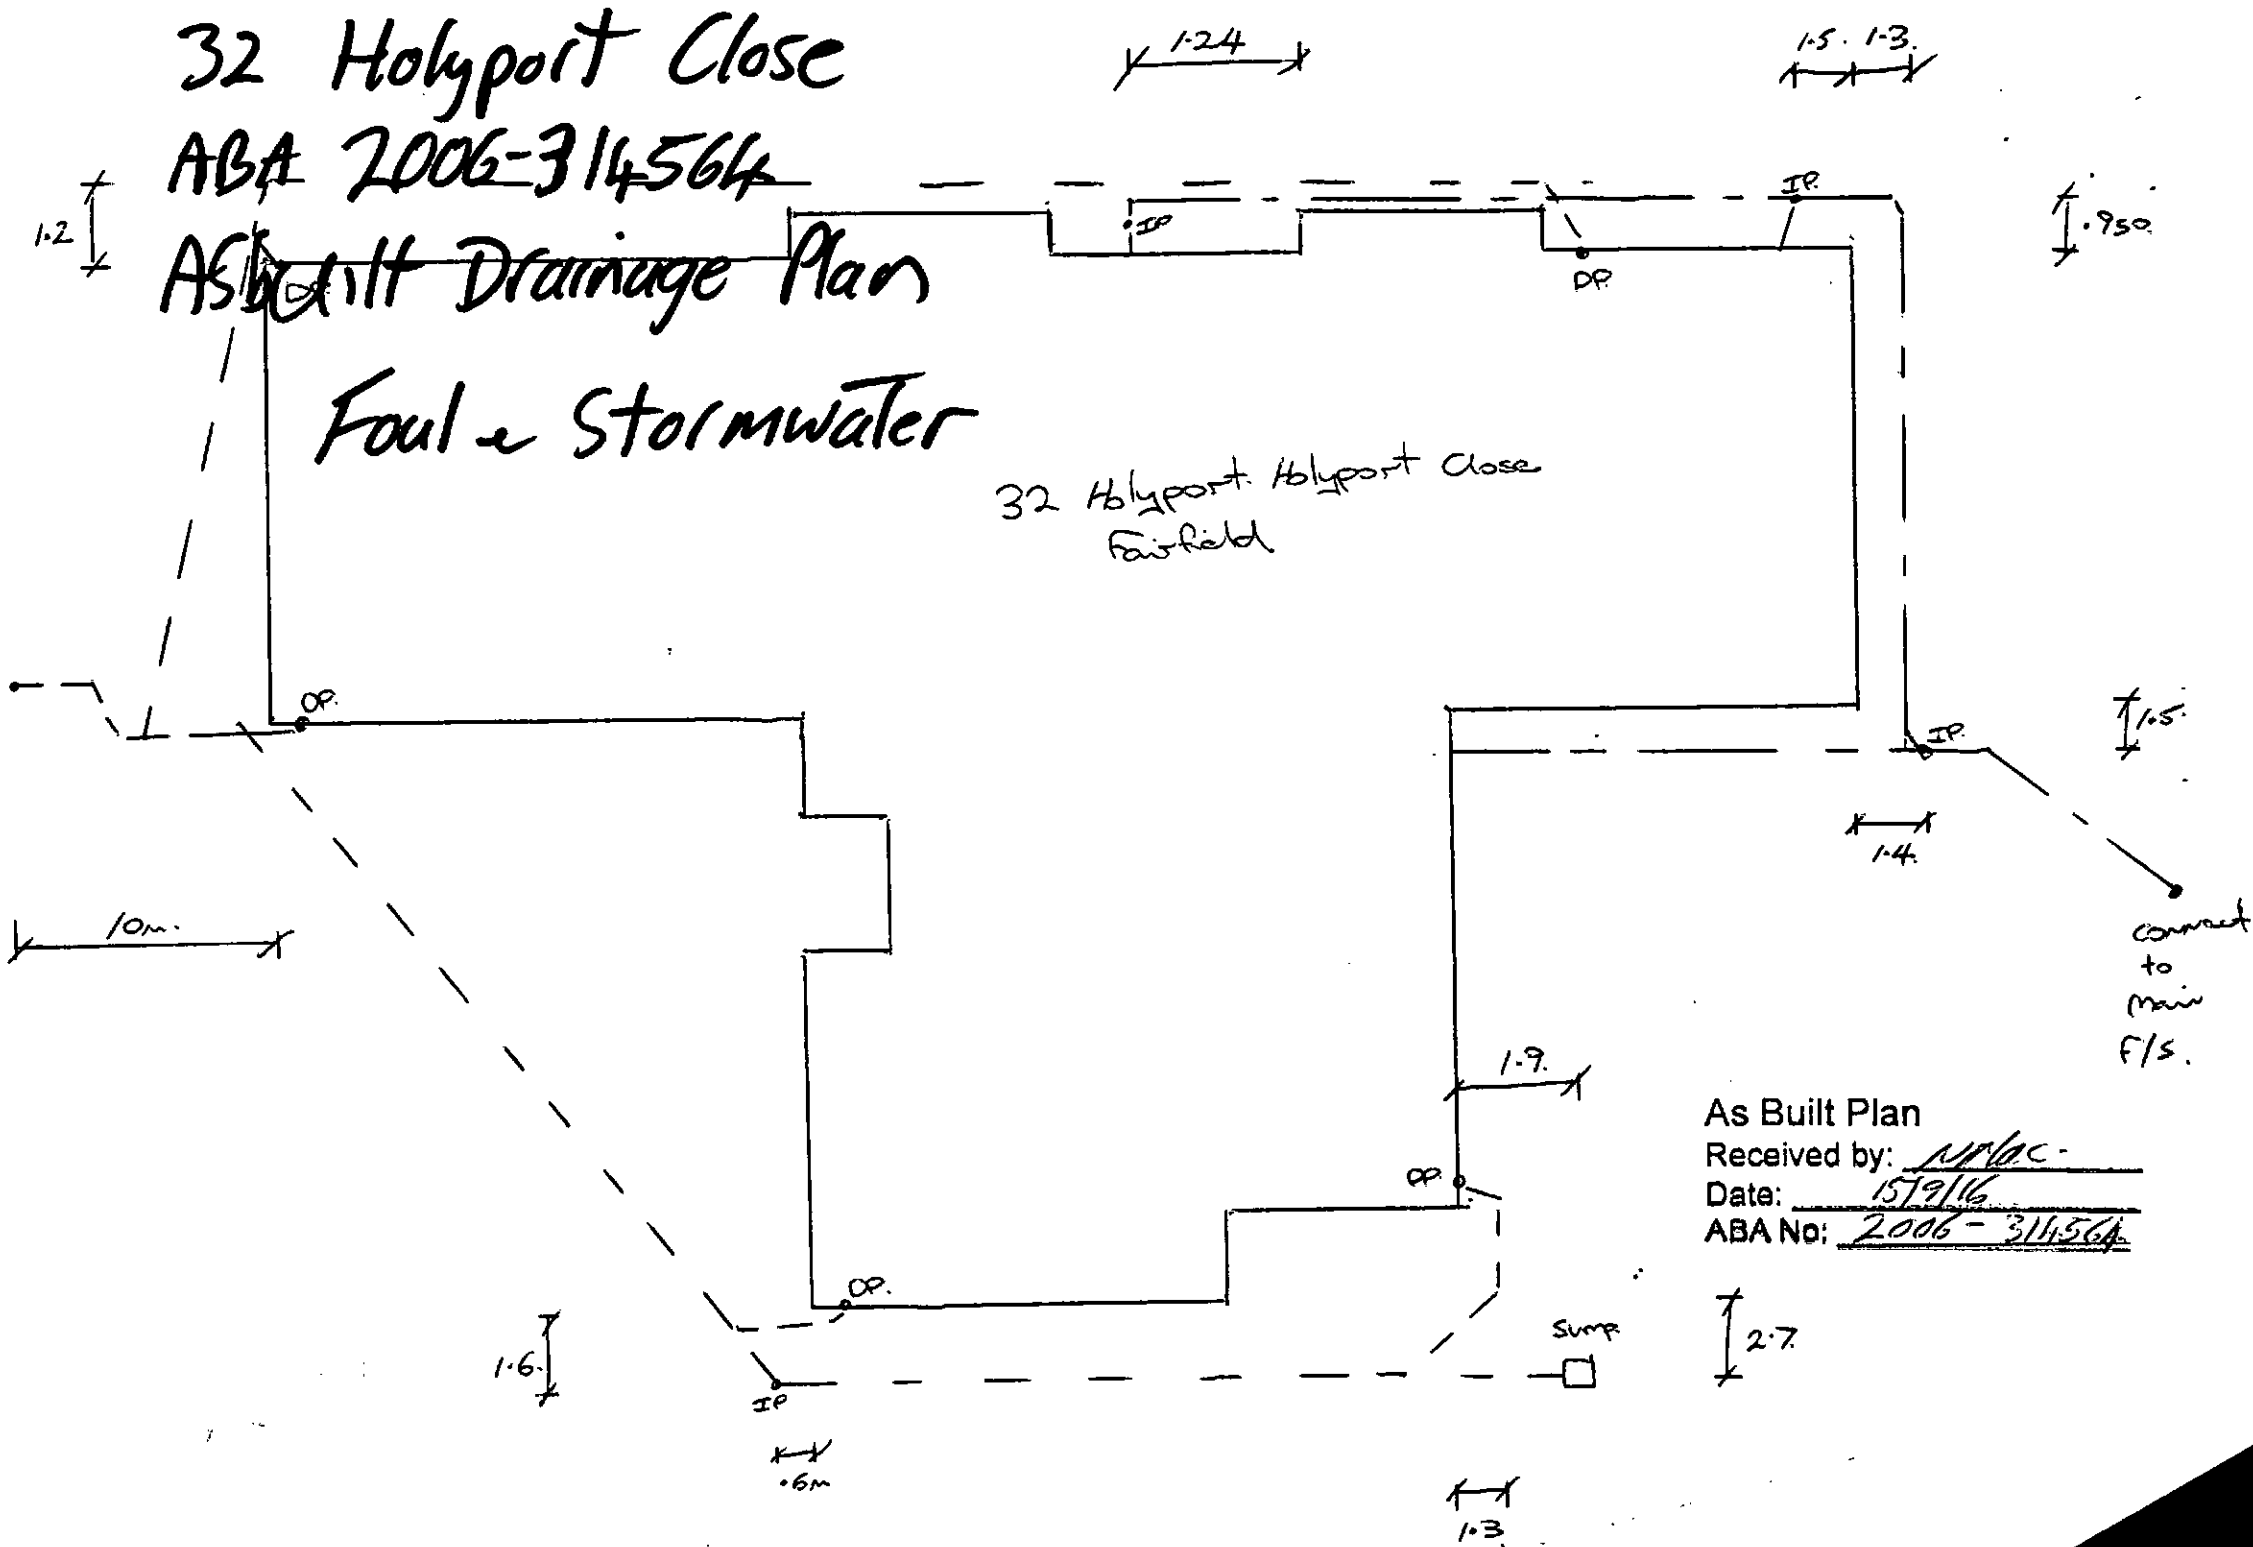 32 Holyport Close
ABA 2006-314564
Asbuilt Drainage Plan
Foul & Stormwater
1.24
1.5. 1.3.
1.2
IP
IP.
.950
DP.
32 Holyport. Holyport Close
Fairfield
DP.
IP.
1.5.
1.4.
10m.
connect
to
main
F/S.
1.9.
As Built Plan
Received by:
Date: 15/9/16
ABA No: 2006-314564
DP.
DP.
1.6.
IP
Sump.
2.7.
.6m
1.3